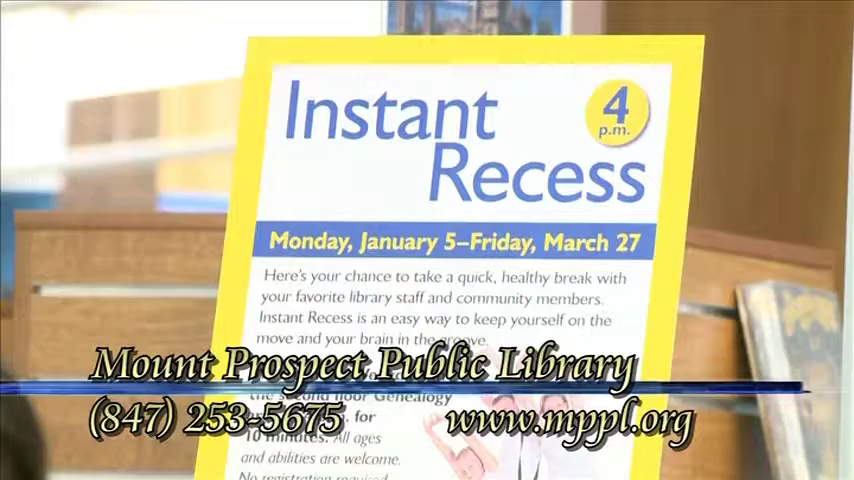 Instant
4
p.m.
Recess
Monday, January 5–Friday, March 27
Here's your chance to take a quick, healthy break with
your favorite library staff and community members.
Instant Recess is an easy way to keep yourself on the
move and your brain in the groove.
Mount Prospect Public Library
the second floor Genealogy
(847) 253-5675 www.mppl.org
for
10 minutes. All ages
and abilities are welcome.
No registration required